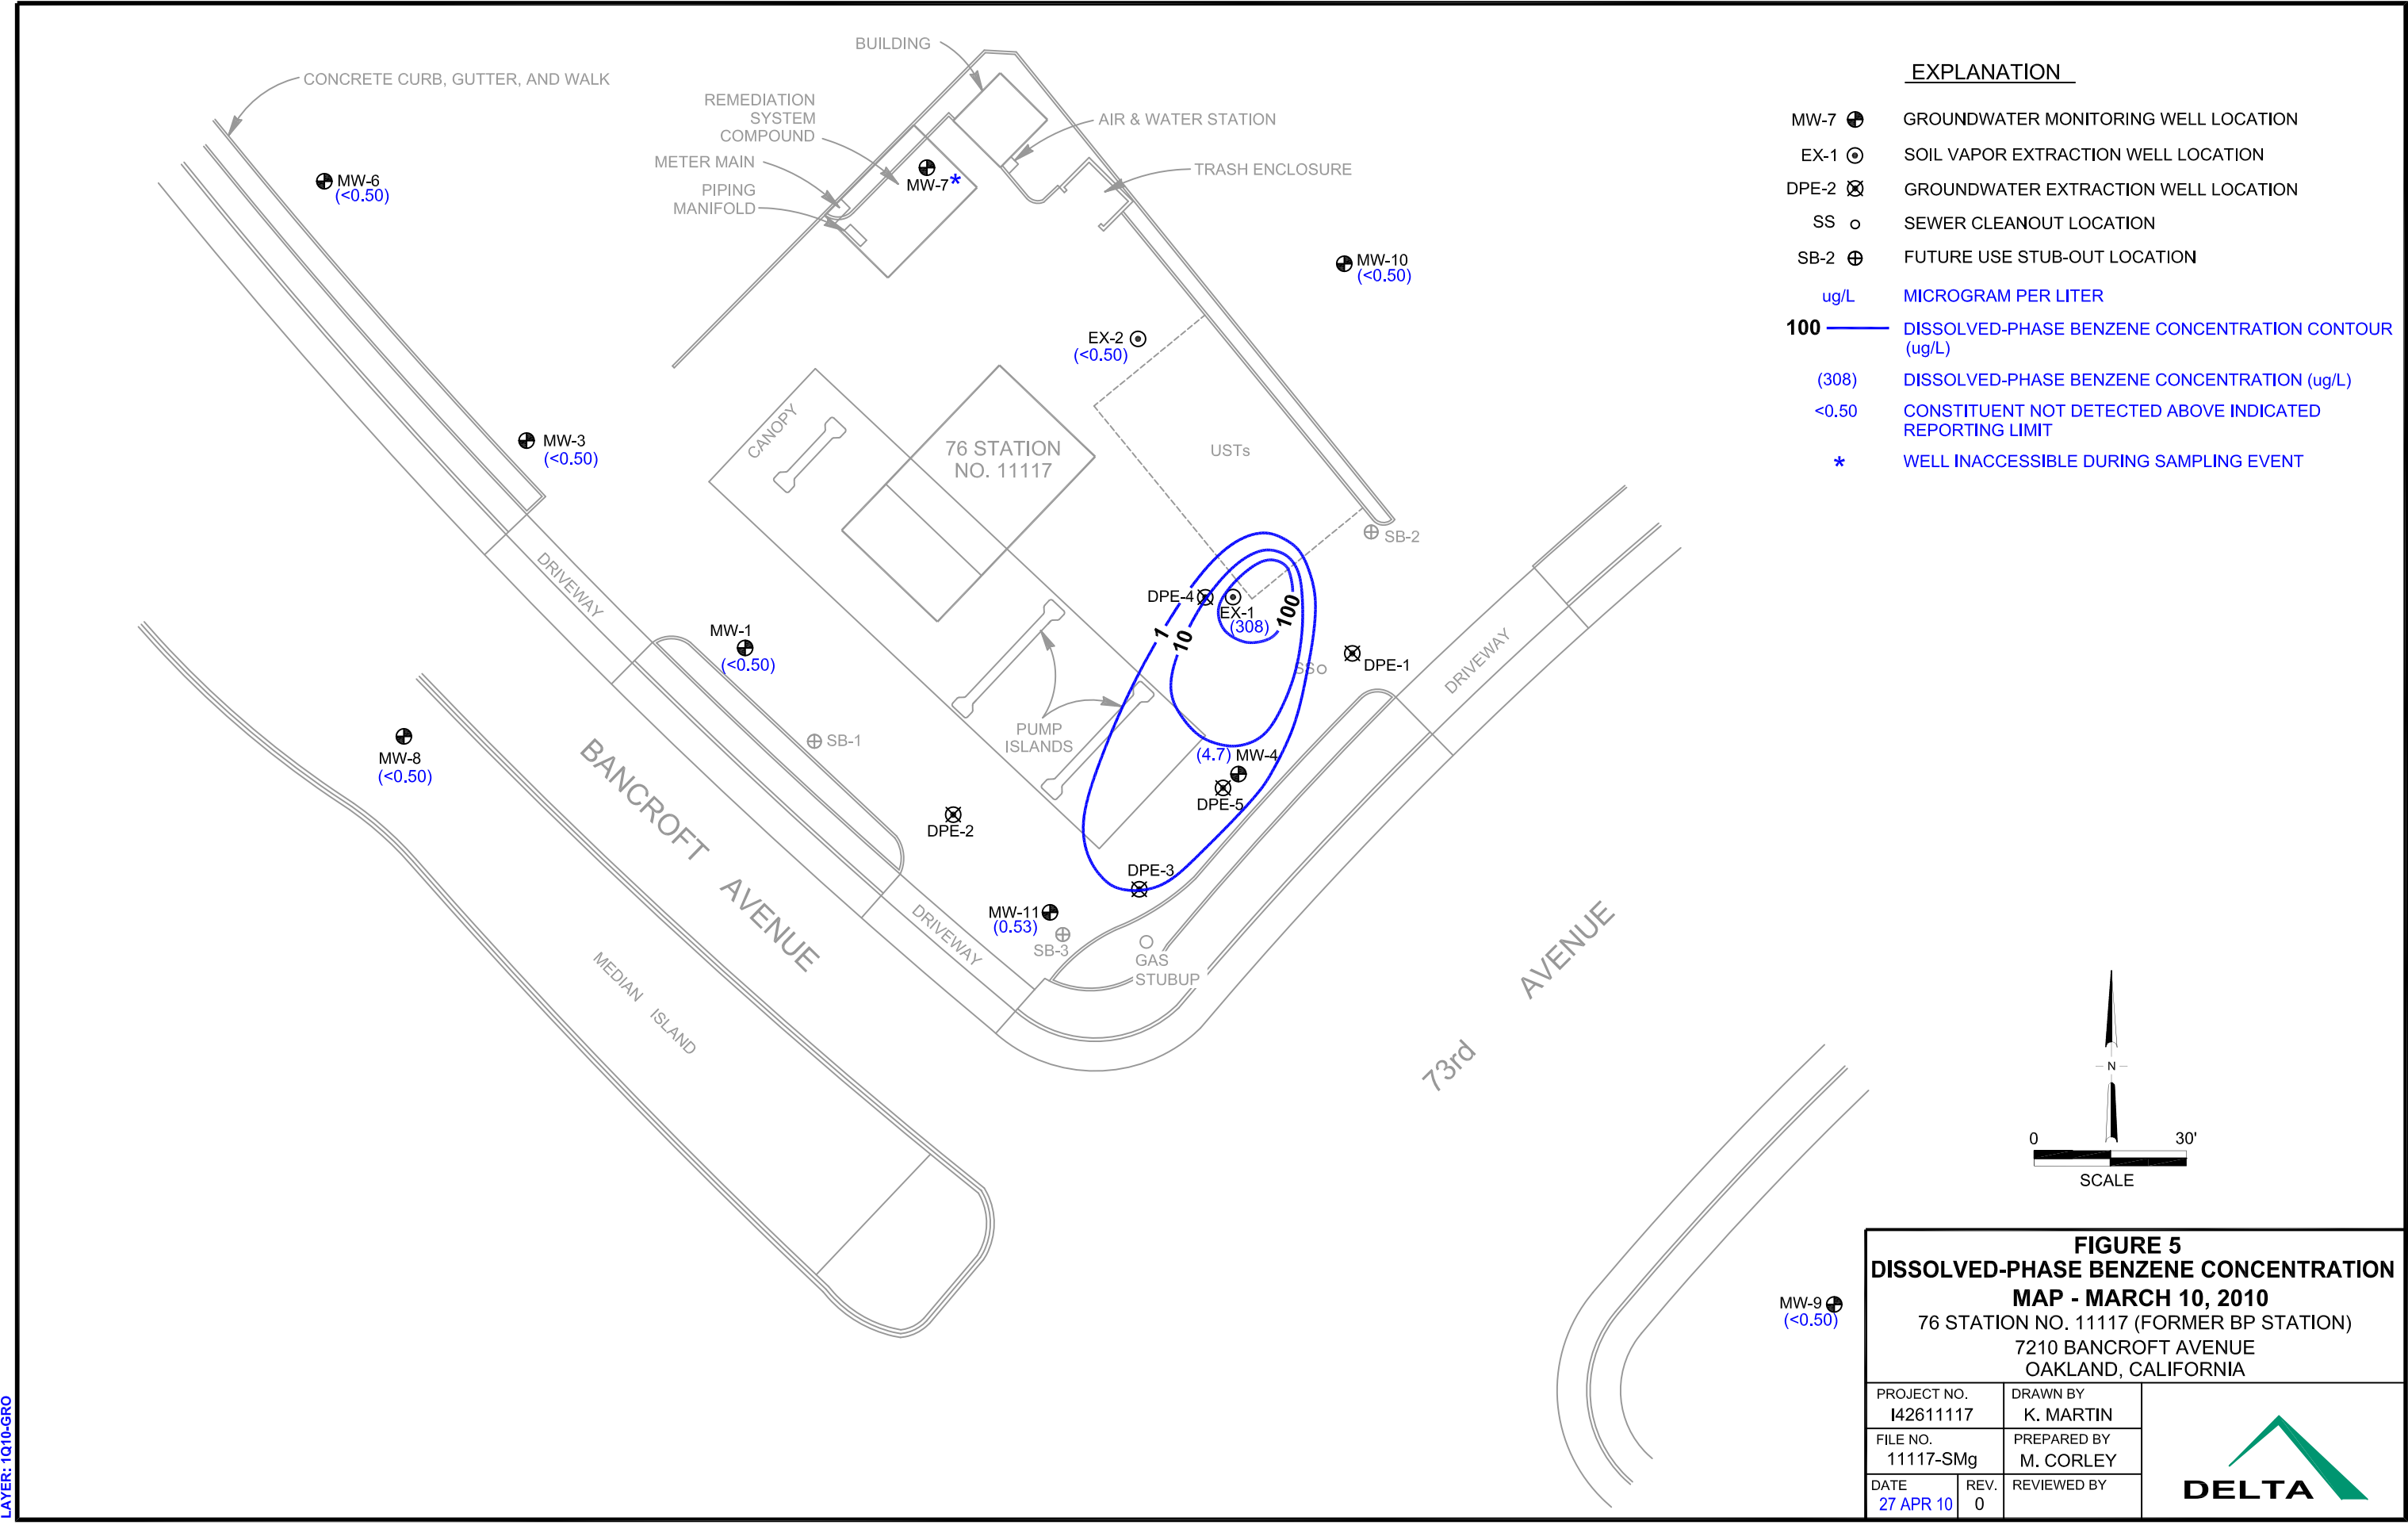 BUILDING
CONCRETE CURB, GUTTER, AND WALK
REMEDIATION
SYSTEM
COMPOUND
AIR & WATER STATION
METER MAIN
TRASH ENCLOSURE
PIPING
MANIFOLD
MW-7*
MW-6
(<0.50)
MW-10
(<0.50)
EX-2
(<0.50)
CANOPY
76 STATION
NO. 11117
USTs
MW-3
(<0.50)
SB-2
DRIVEWAY
DPE-4
EX-1
(308)
100
1
10
MW-1
(<0.50)
SS
DPE-1
DRIVEWAY
PUMP
ISLANDS
SB-1
MW-8
(<0.50)
(4.7) MW-4
DPE-5
BANCROFT AVENUE
DPE-2
DPE-3
MW-11
(0.53)
SB-3
DRIVEWAY
GAS
STUBUP
MEDIAN ISLAND
73rd AVENUE
MW-9
(<0.50)
EXPLANATION
MW-7 GROUNDWATER MONITORING WELL LOCATION
EX-1 SOIL VAPOR EXTRACTION WELL LOCATION
DPE-2 GROUNDWATER EXTRACTION WELL LOCATION
SS SEWER CLEANOUT LOCATION
SB-2 FUTURE USE STUB-OUT LOCATION
ug/L MICROGRAM PER LITER
100 DISSOLVED-PHASE BENZENE CONCENTRATION CONTOUR
(ug/L)
(308) DISSOLVED-PHASE BENZENE CONCENTRATION (ug/L)
<0.50 CONSTITUENT NOT DETECTED ABOVE INDICATED
REPORTING LIMIT
* WELL INACCESSIBLE DURING SAMPLING EVENT
N
0 30'
SCALE
FIGURE 5
DISSOLVED-PHASE BENZENE CONCENTRATION
MAP - MARCH 10, 2010
76 STATION NO. 11117 (FORMER BP STATION)
7210 BANCROFT AVENUE
OAKLAND, CALIFORNIA
PROJECT NO.
I42611117
DRAWN BY
K. MARTIN
FILE NO.
11117-SMg
PREPARED BY
M. CORLEY
DATE
27 APR 10
REV.
0
REVIEWED BY
DELTA
LAYER: 1Q10-GRO